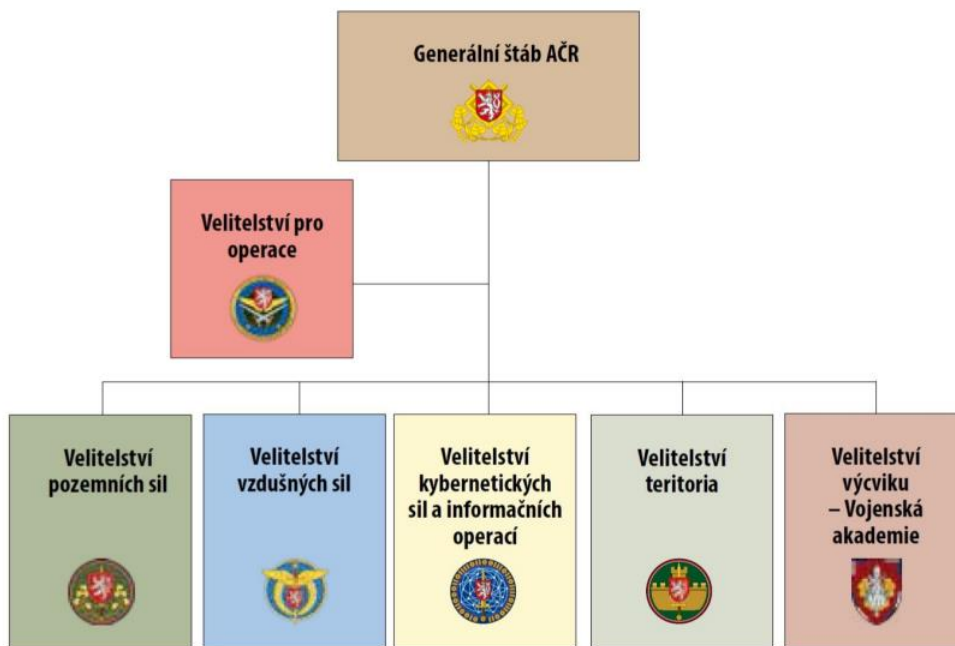 Generální štáb AČR
Velitelství pro
operace
Velitelství
pozemních sil
Velitelství
vzdušných sil
Velitelství
kybernetických
sil a informačních
operací
Velitelství
teritoria
Velitelství
výcviku
– Vojenská
akademie